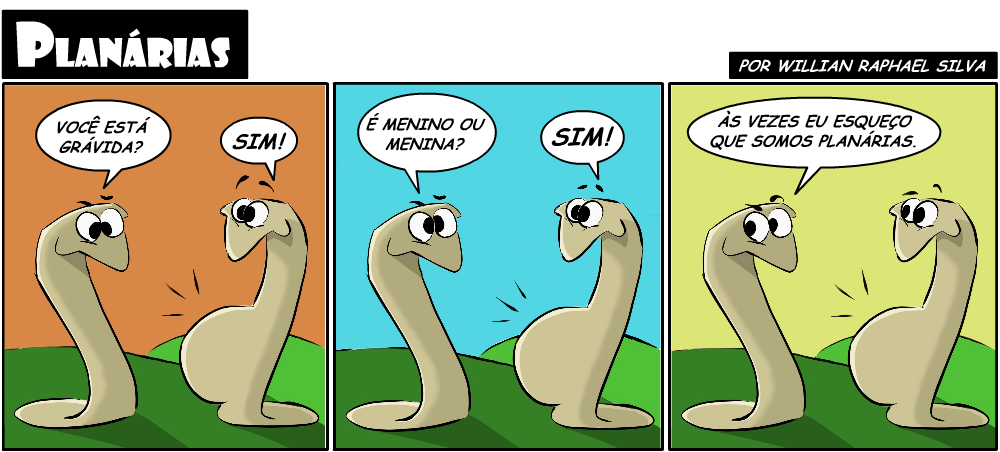 PLANÁRIAS
POR WILLIAN RAPHAEL SILVA
VOCÊ ESTÁ
GRÁVIDA?
SIM!
É MENINO OU
MENINA?
SIM!
ÀS VEZES EU ESQUEÇO
QUE SOMOS PLANÁRIAS.